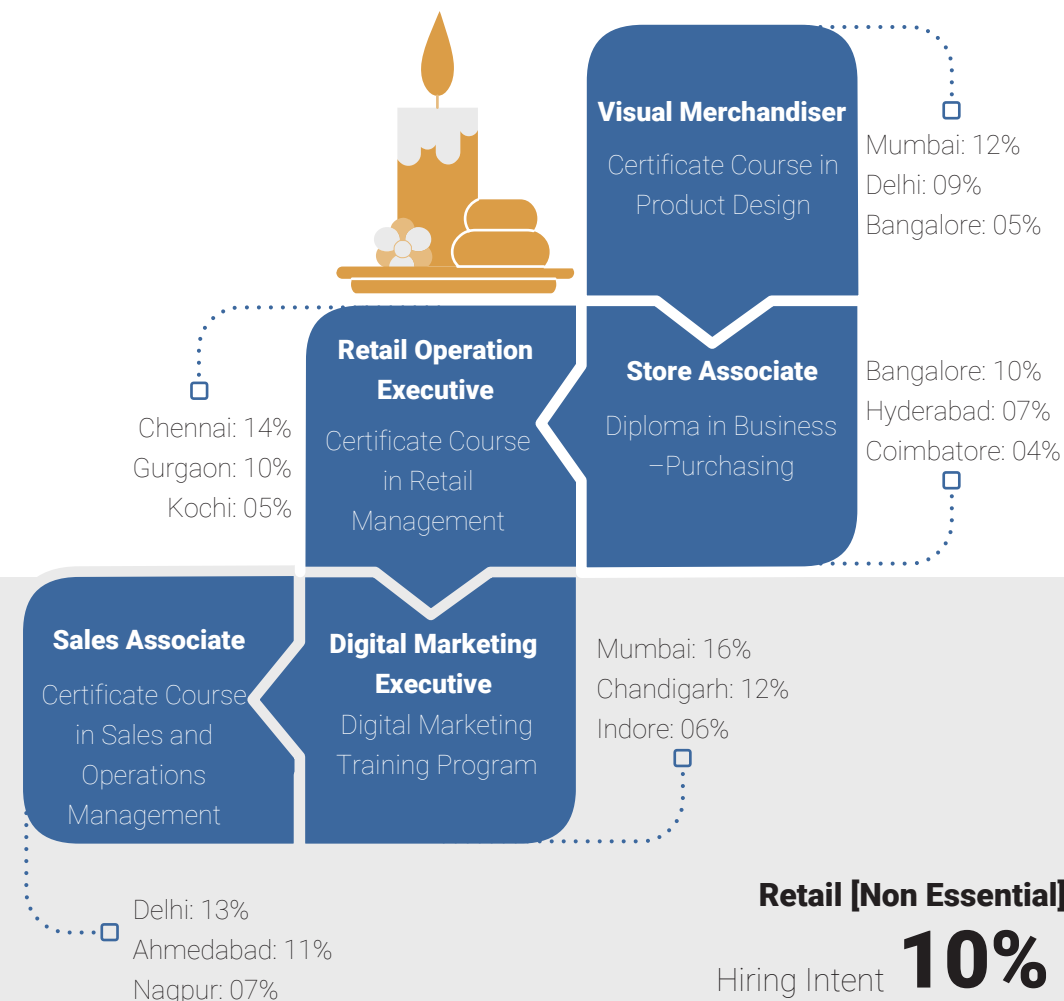 Visual Merchandiser
Certificate Course in
Product Design
Mumbai: 12%
Delhi: 09%
Bangalore: 05%
Store Associate
Diploma in Business
–Purchasing
Bangalore: 10%
Hyderabad: 07%
Coimbatore: 04%
Retail Operation
Executive
Certificate Course
in Retail
Management
Chennai: 14%
Gurgaon: 10%
Kochi: 05%
Digital Marketing
Executive
Digital Marketing
Training Program
Mumbai: 16%
Chandigarh: 12%
Indore: 06%
Sales Associate
Certificate Course
in Sales and
Operations
Management
Delhi: 13%
Ahmedabad: 11%
Nagpur: 07%
Retail [Non Essential]
Hiring Intent 10%